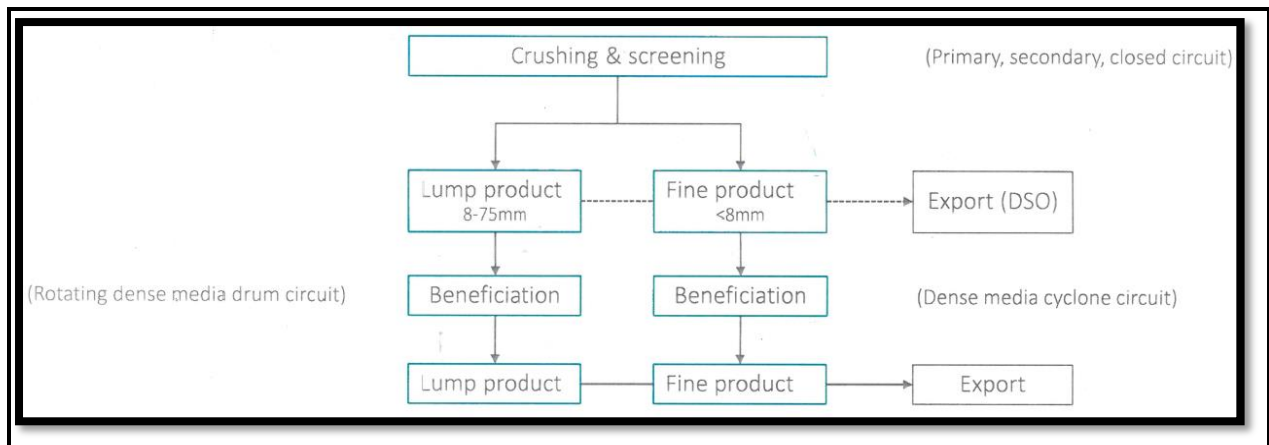 Crushing & screening
(Primary, secondary, closed circuit)
Lump product
8-75mm
Fine product
<8mm
Export (DSO)
(Rotating dense media drum circuit)
Beneficiation
Beneficiation
(Dense media cyclone circuit)
Lump product
Fine product
Export